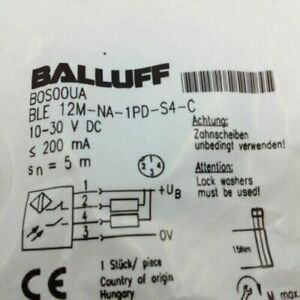 BALLUFF
BOS00UA
BLE 12M-NA-1PD-S4-C
10-30 V DC
≤ 200 mA
sn = 5 m
Achtung:
Zahnscheiben
unbedingt verwenden!
Attention:
Lock washers
must be used!
1
2
4
3
+UB
0V
15Nm
1 Stück/ piece
Country of origin
Hungary
CE
M max.